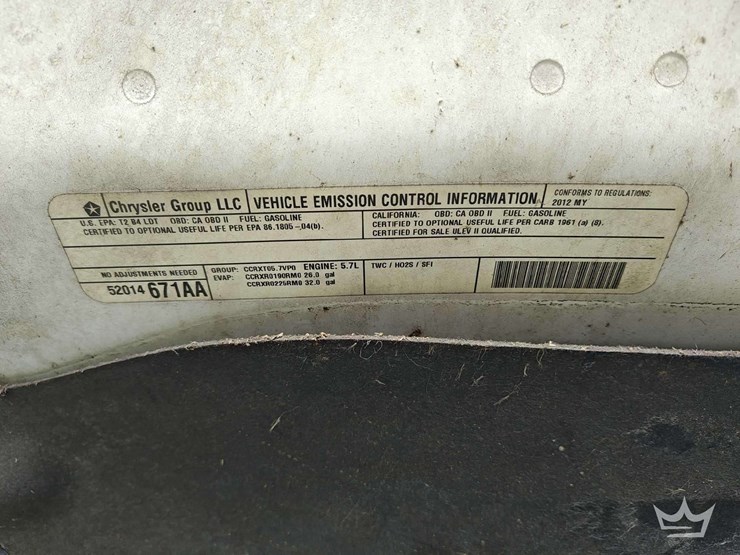 Chrysler Group LLC
VEHICLE EMISSION CONTROL INFORMATION
CONFORMS TO REGULATIONS:
2012 MY
U.S. EPA: T2 B4 LDT OBD: CA OBD II FUEL: GASOLINE
CERTIFIED TO OPTIONAL USEFUL LIFE PER EPA 86.1805-.04(b).
CALIFORNIA: OBD: CA OBD II FUEL: GASOLINE
CERTIFIED TO OPTIONAL USEFUL LIFE PER CARB 1961 (a) (8).
CERTIFIED FOR SALE ULEV II QUALIFIED.
NO ADJUSTMENTS NEEDED
52014 671AA
GROUP: CCRXT05.7VP0 ENGINE: 5.7L
EVAP: CCRXR0190RM0 26.0 gal
CCRXR0225RM0 32.0 gal
TWC / HO2S / SFI